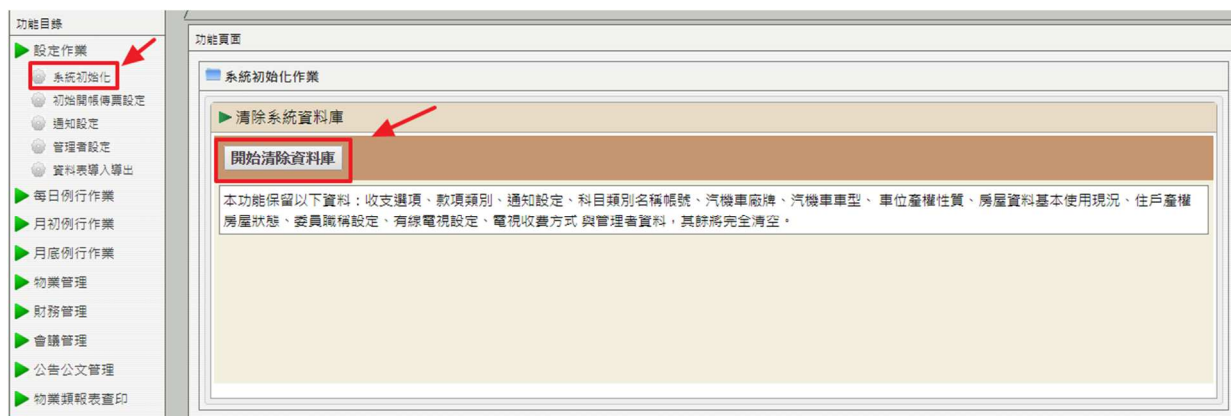 功能目錄
設定作業
系統初始化
初始開帳傳票設定
通知設定
管理者設定
資料表導入導出
每日例行作業
月初例行作業
月底例行作業
物業管理
財務管理
會議管理
公告公文管理
物業類報表查印
功能頁面
系統初始化作業
清除系統資料庫
開始清除資料庫
本功能保留以下資料：收支選項、款項類別、通知設定、科目類別名稱帳號、汽機車廠牌、汽機車車型、 車位產權性質、房屋資料基本使用現況、住戶產權
房屋狀態、委員職稱設定、有線電視設定、電視收費方式 與管理者資料，其餘將完全清空。